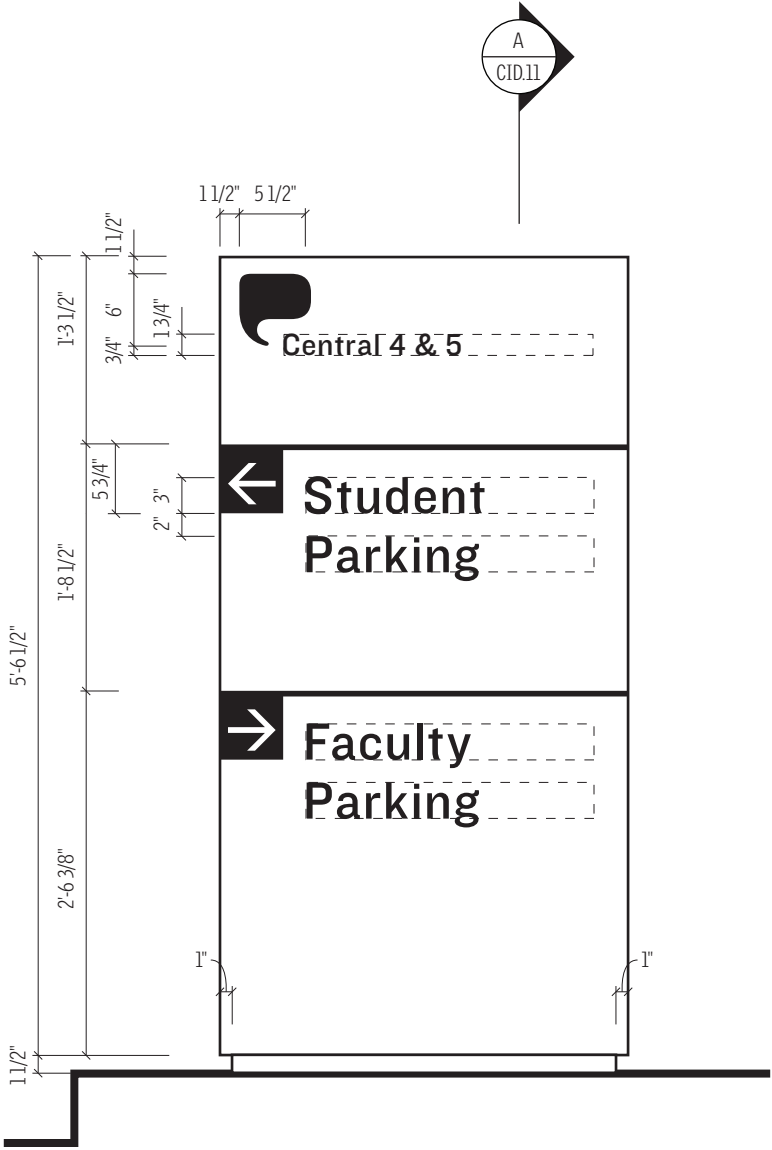 A
CID.11
1 1/2" 5 1/2"
1 1/2"
6"
3/4"
1 3/4"
1'-3 1/2"
Central 4 & 5
5 3/4"
3"
2"
Student
Parking
1'-8 1/2"
5'-6 1/2"
Faculty
Parking
2'-6 3/8"
1" 1"
1 1/2"